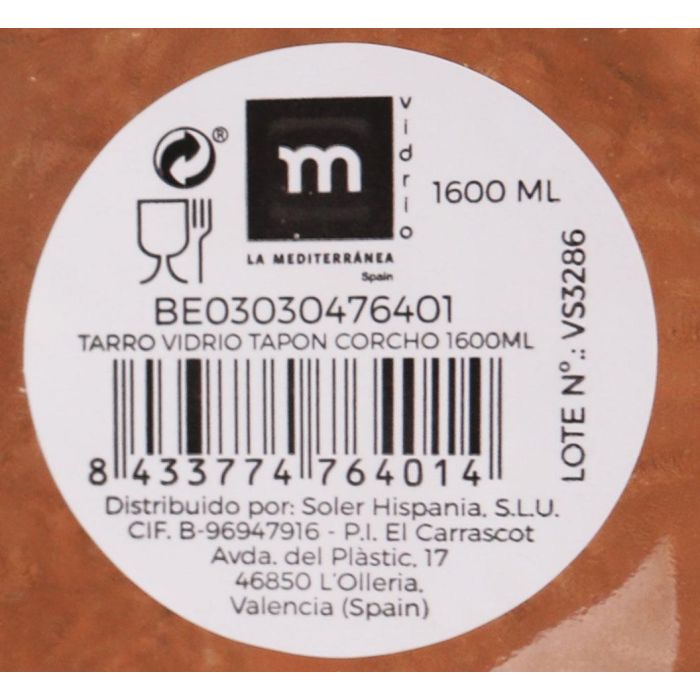 ®
m
vidrio
1600 ML
LA MEDITERRÁNEA
Spain
BE03030476401
TARRO VIDRIO TAPON CORCHO 1600ML
8 433774 764014
Distribuido por: Soler Hispania, S.L.U.
CIF. B-96947916 - P.I. El Carrascot
Avda. del Plàstic, 17
46850 L'Olleria,
Valencia (Spain)
LOTE Nº.: VS3286